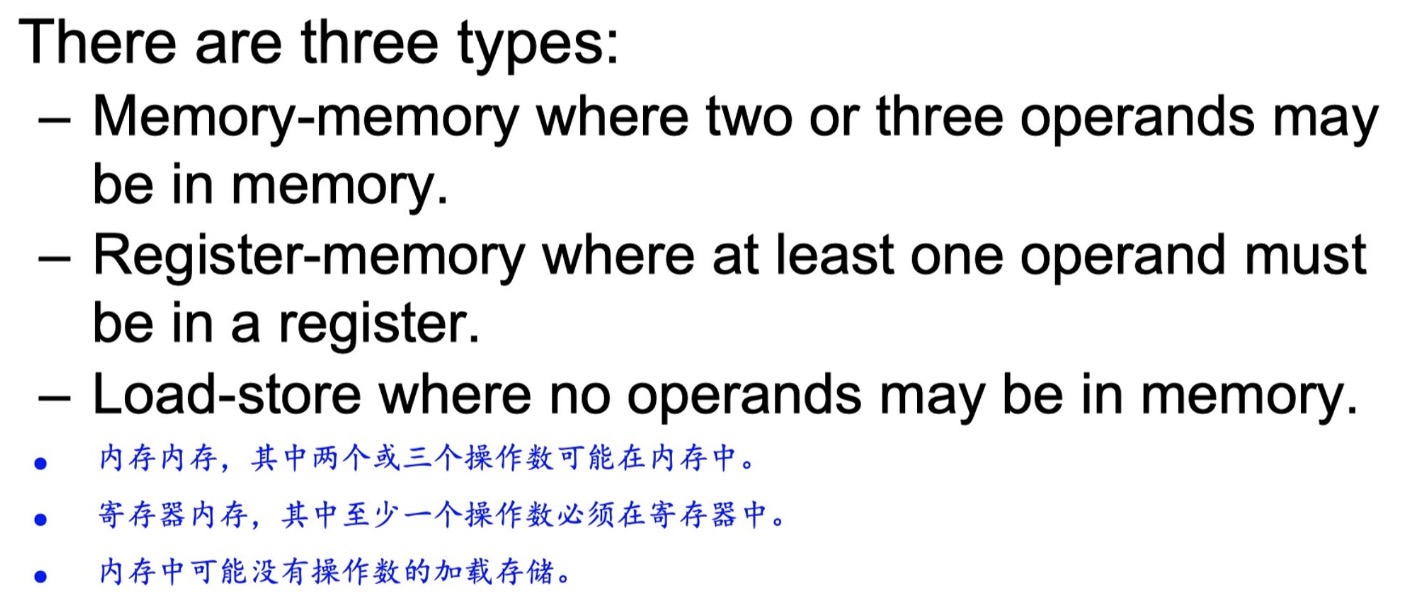 There are three types:
– Memory-memory where two or three operands may
be in memory.
– Register-memory where at least one operand must
be in a register.
– Load-store where no operands may be in memory.
• 内存内存，其中两个或三个操作数可能在内存中。
• 寄存器内存，其中至少一个操作数必须在寄存器中。
• 内存中可能没有操作数的加载存储。